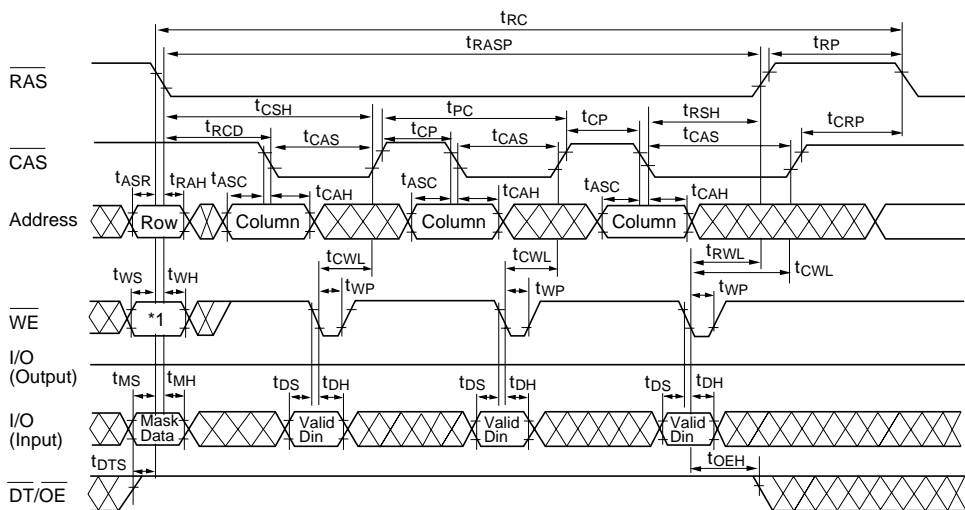 tRC
tRASP tRP
RAS
tCSH tPC tRSH
tRCD tCAS tCP tCAS tCP tCAS tCRP
CAS
tASR tRAH tASC tCAH tASC tCAH tASC tCAH
Address Row Column Column Column
tCWL tCWL tRWL
tCWL
tWS tWH tWP tWP tWP
WE *1
I/O
(Output)
tMS tMH tDS tDH tDS tDH tDS tDH
I/O
(Input)
Mask
Data
Valid
Din
Valid
Din
Valid
Din
tDTS tOEH
DT/OE